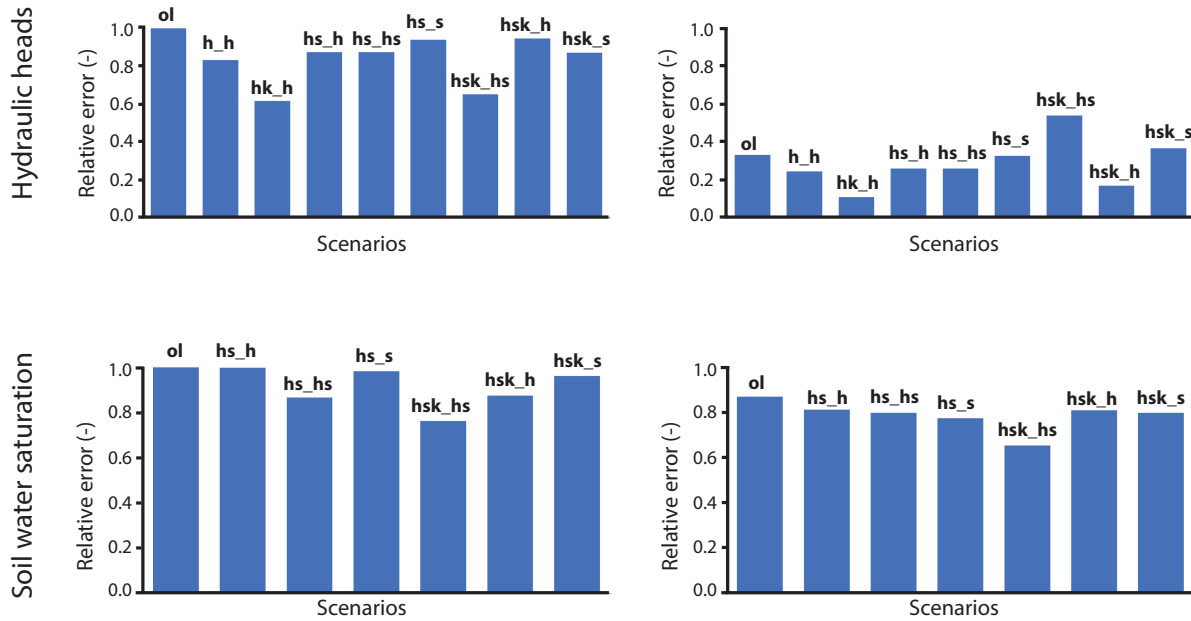 Hydraulic heads
Relative error (-)
1.0
0.8
0.6
0.4
0.2
0.0
ol
h_h
hk_h
hs_h
hs_hs
hs_s
hsk_hs
hsk_h
hsk_s
Scenarios
Relative error (-)
1.0
0.8
0.6
0.4
0.2
0.0
ol
h_h
hk_h
hs_h
hs_hs
hs_s
hsk_hs
hsk_h
hsk_s
Scenarios
Soil water saturation
Relative error (-)
1.0
0.8
0.6
0.4
0.2
0.0
ol
hs_h
hs_hs
hs_s
hsk_hs
hsk_h
hsk_s
Scenarios
Relative error (-)
1.0
0.8
0.6
0.4
0.2
0.0
ol
hs_h
hs_hs
hs_s
hsk_hs
hsk_h
hsk_s
Scenarios